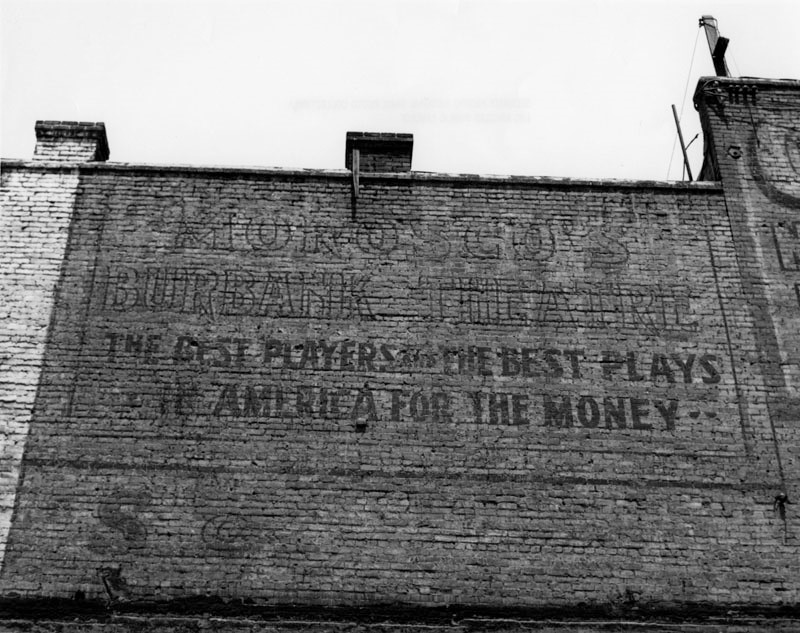 MOROSCO'S
BURBANK THEATRE
THE BEST PLAYERS AND THE BEST PLAYS
IN AMERICA FOR THE MONEY